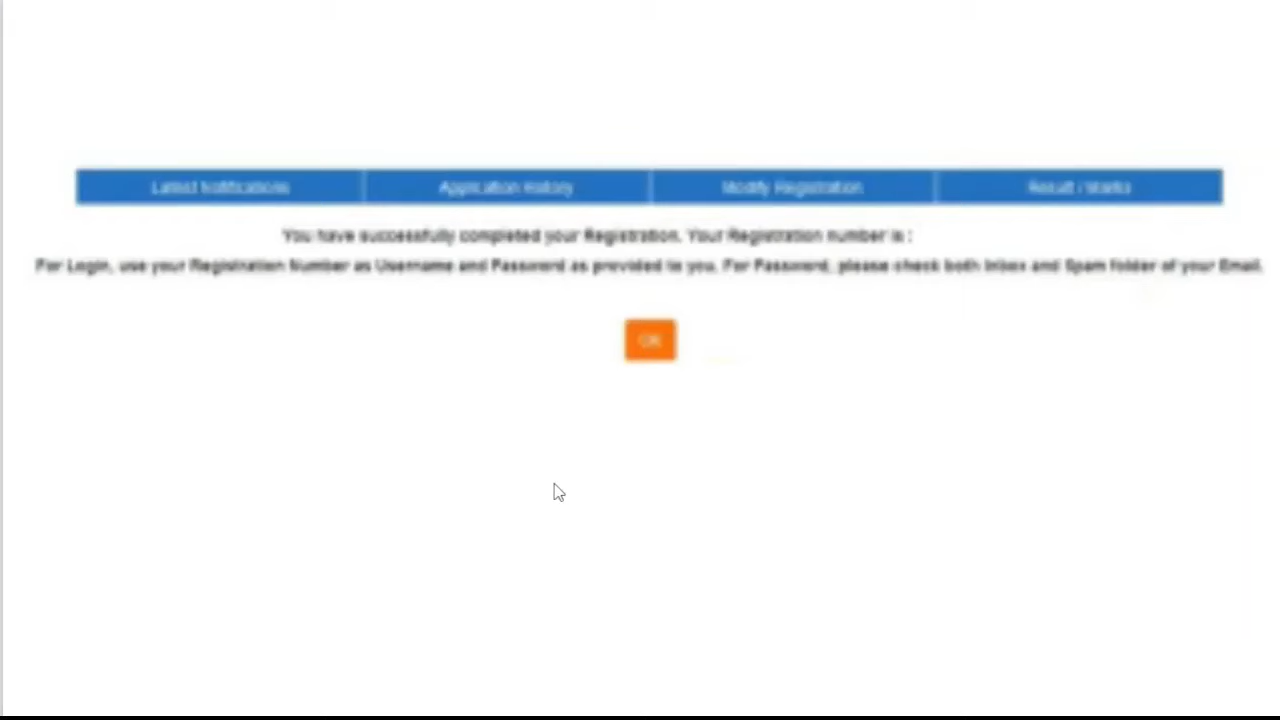 Latest Notifications Application History Modify Registration Result / Marks
You have successfully completed your Registration. Your Registration number is :
For Login, use your Registration Number as Username and Password as provided to you. For Password, please check both Inbox and Spam folder of your Email.
OK